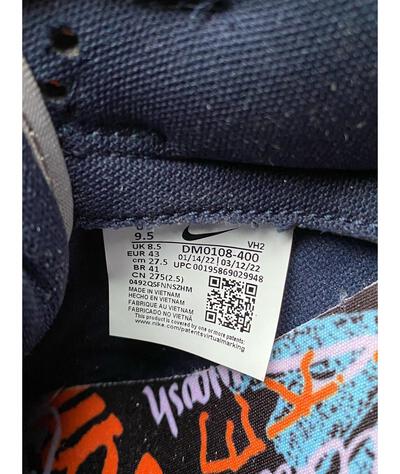 9.5
VH2
UK 8.5
DM0108-400
EUR 43
01/14/22 | 03/12/22
cm 27.5
UPC 00195869029948
BR 41
CN 275(2.5)
0492QSFNNSZHM
MADE IN VIETNAM
HECHO EN VIETNAM
FABRIQUÉ AU VIETNAM
FABRICADO NO VIETNAM
This product is covered by one or more patents.
www.nike.com/patentsvirtualmarking